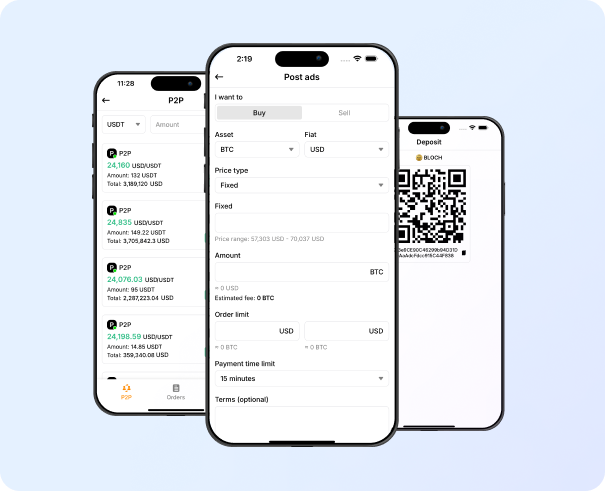 11:28
P2P
USDT
Amount
P2P
24,160 USD/USDT
Amount: 132 USDT
Total: 3,189,120 USD
P2P
24,835 USD/USDT
Amount: 149.22 USDT
Total: 3,705,842.3 USD
P2P
24,076.03 USD/USDT
Amount: 95 USDT
Total: 2,287,223.04 USD
P2P
24,198.59 USD/USDT
Amount: 14.85 USDT
Total: 359,340.08 USD
P2P
Orders
2:19
Post ads
I want to
Buy
Sell
Asset
Fiat
BTC
USD
Price type
Fixed
Fixed
Price range: 57,303 USD - 70,037 USD
Amount
BTC
≈ 0 USD
Estimated fee: 0 BTC
Order limit
USD
USD
≈ 0 BTC
≈ 0 BTC
Payment time limit
15 minutes
Terms (optional)
Deposit
BLOCH